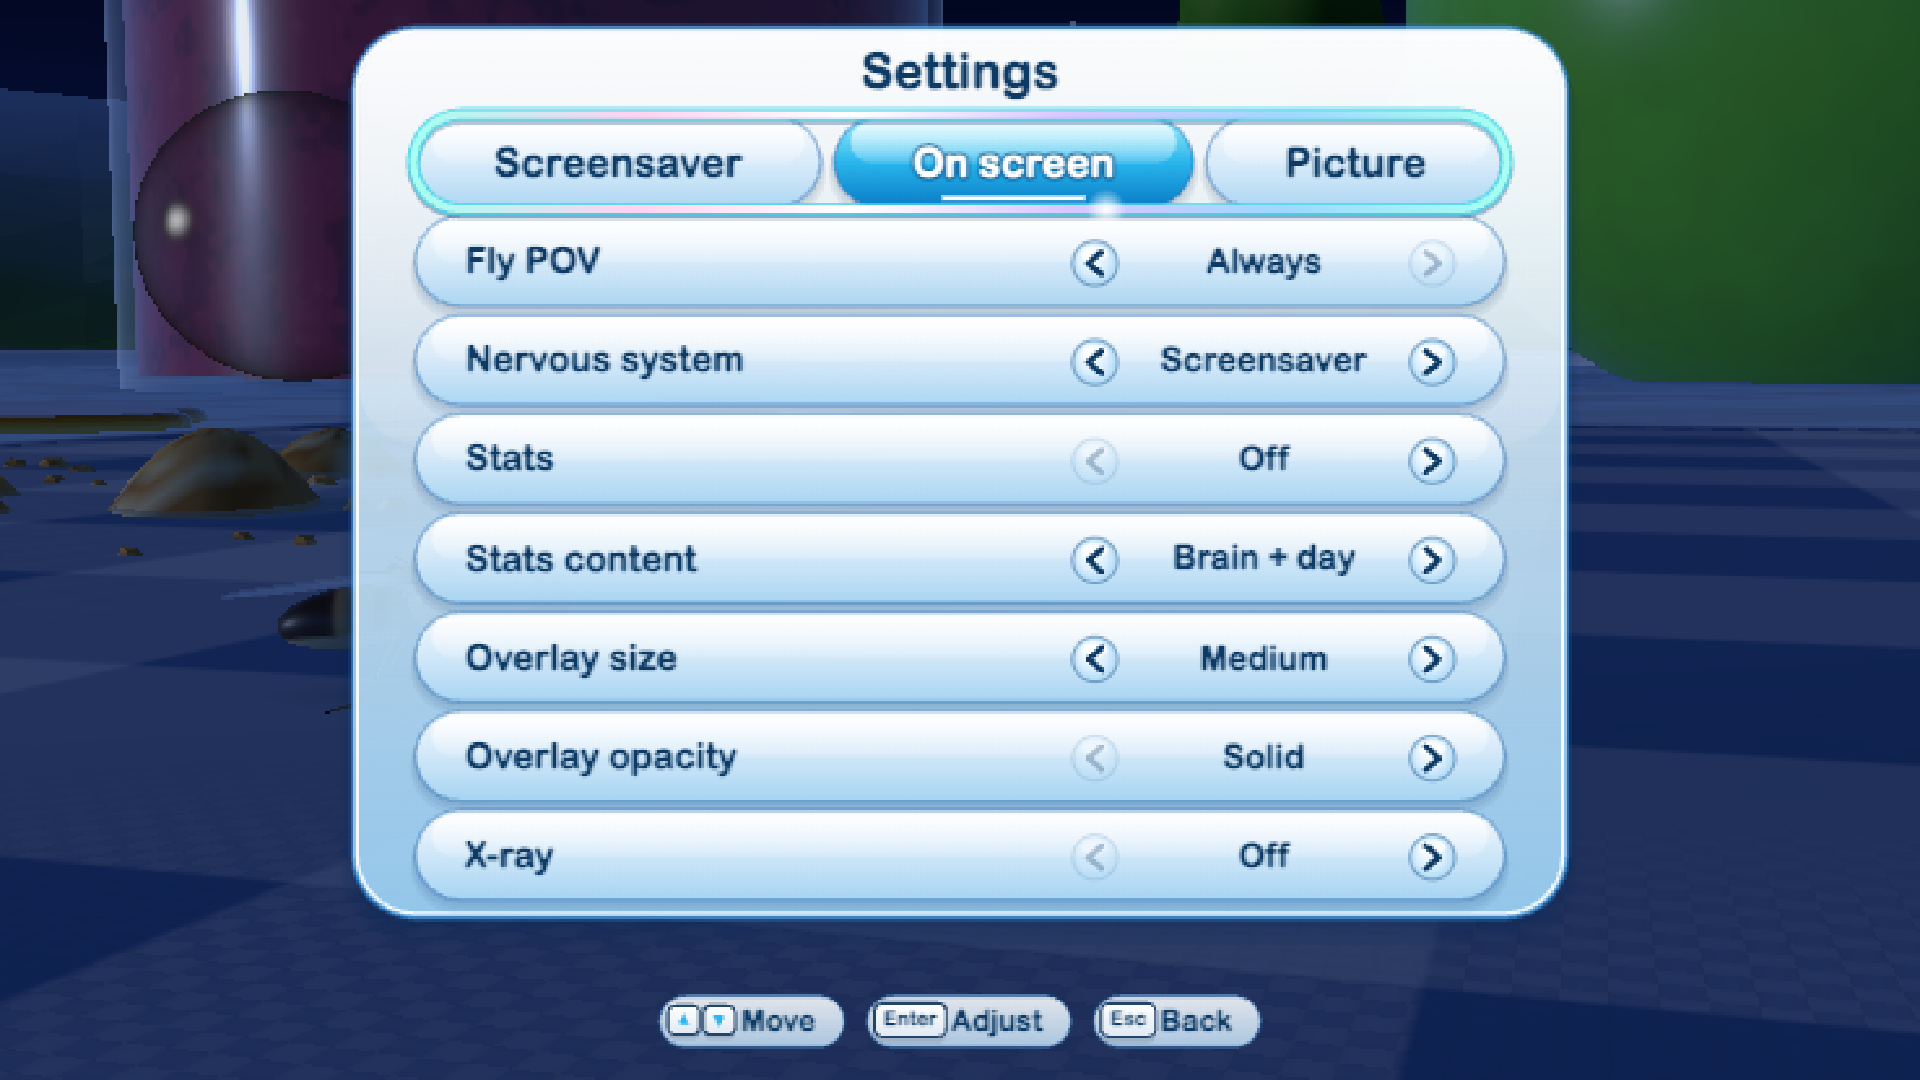 Settings
Screensaver On screen Picture
Fly POV < Always >
Nervous system < Screensaver >
Stats < Off >
Stats content < Brain + day >
Overlay size < Medium >
Overlay opacity < Solid >
X-ray < Off >
Move Enter Adjust Esc Back